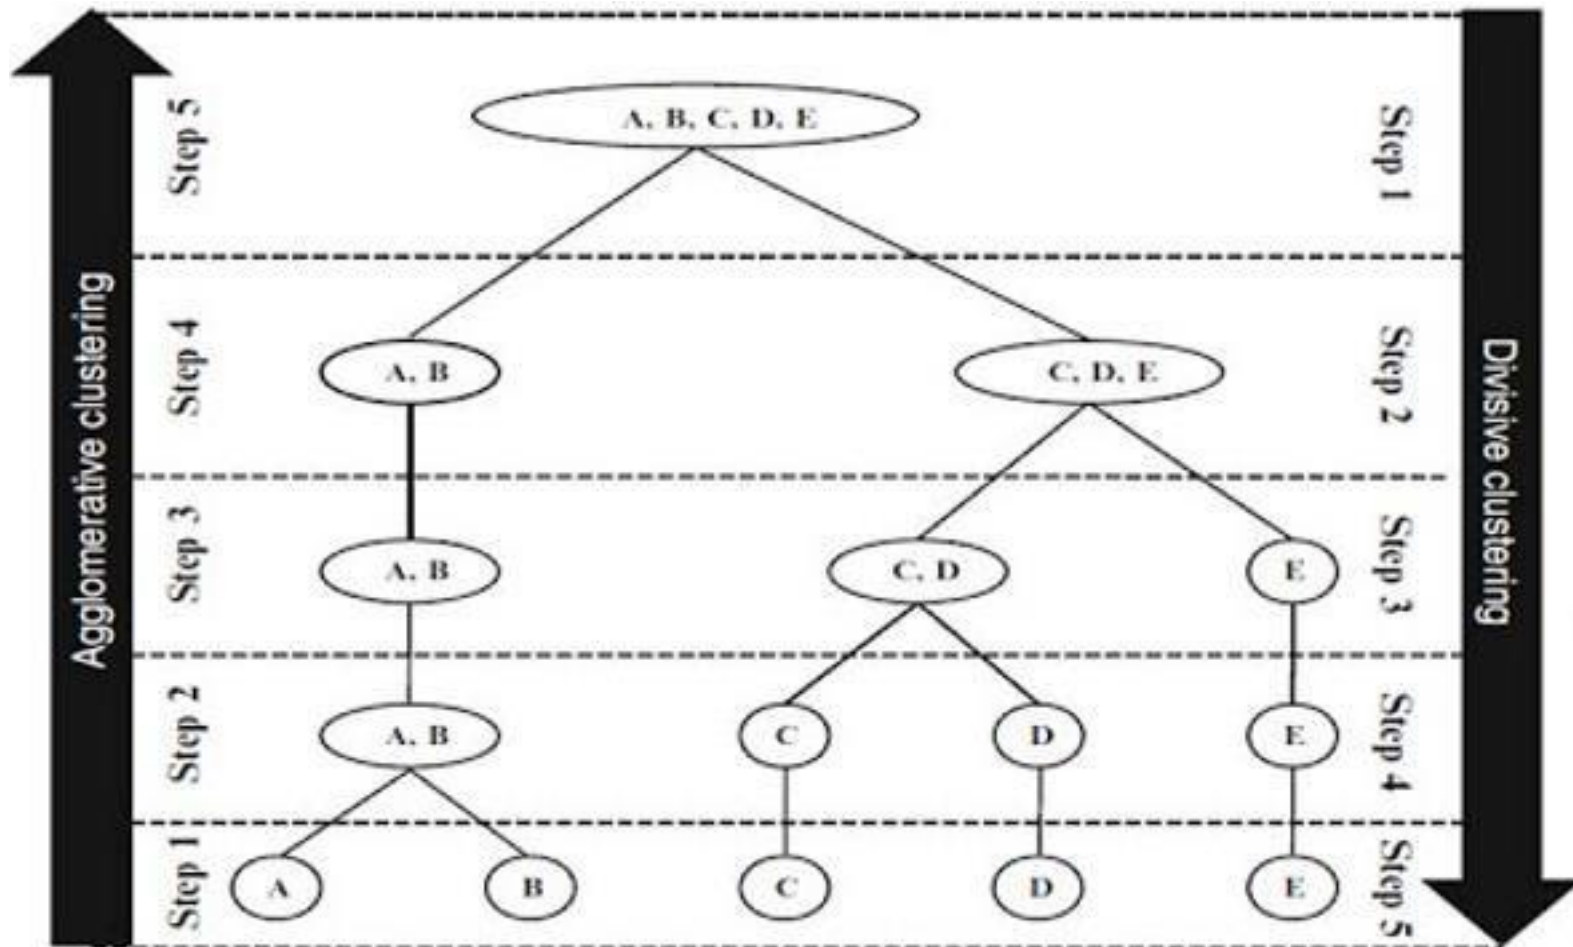 Agglomerative clustering
Step 5
A, B, C, D, E
Step 1
Step 4
A, B
C, D, E
Step 2
Step 3
A, B
C, D
E
Step 3
Step 2
A, B
C
D
E
Step 4
Step 1
A
B
C
D
E
Step 5
Divisive clustering